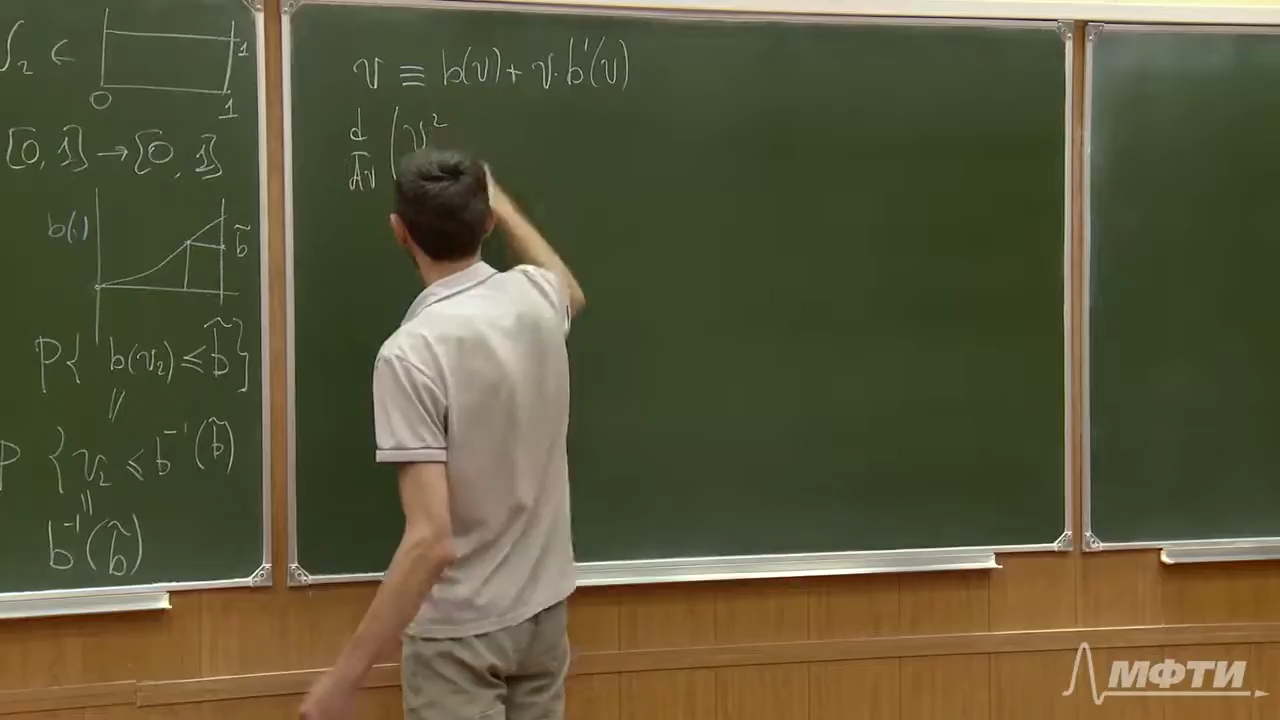 ∫₂ ⊂
1
0
1
[0, 1] → [0, 1]
b(·)
b̃
P{ b(v₂) ≤ b̃ }
//
P { v₂ ≤ b⁻¹(b̃)
//
b⁻¹(b̃)
v ≡ b(v) + v · b'(v)
d/dv ( v²
МФТИ